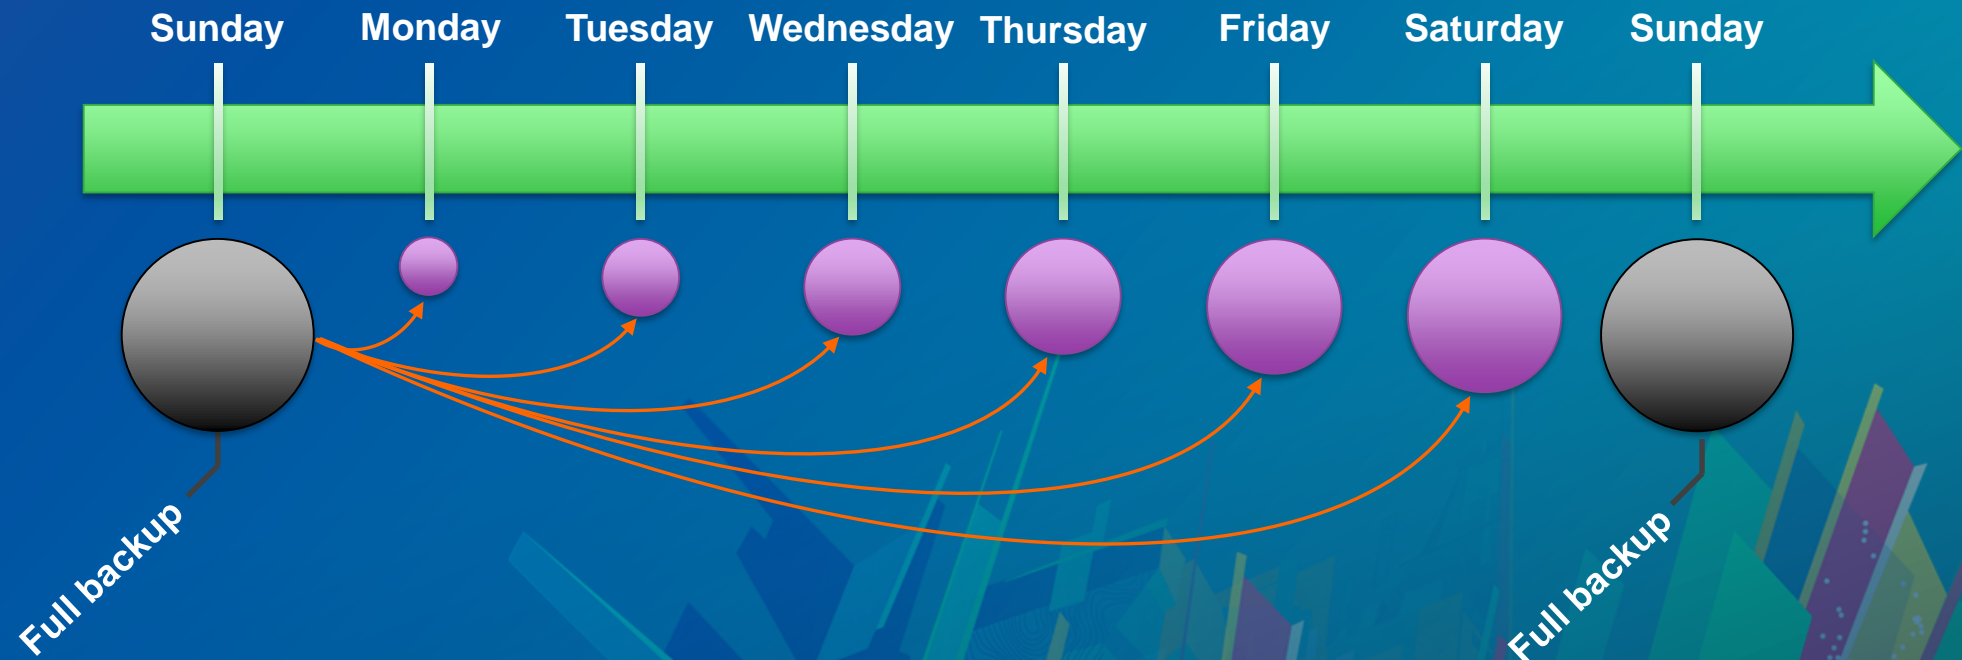 Sunday
Monday
Tuesday
Wednesday
Thursday
Friday
Saturday
Sunday
Full backup
Full backup